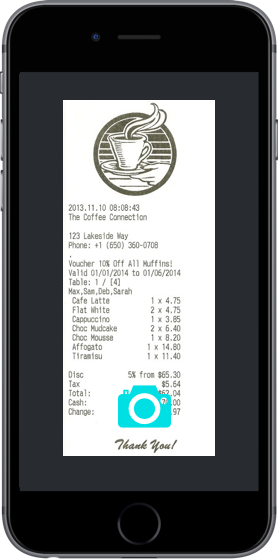 2013.11.10 08:08:43
The Coffee Connection
123 Lakeside Way
Phone: +1 (650) 360-0708
.
Voucher 10% Off All Muffins!
Valid 01/01/2014 to 01/06/2014
Table: 1 / [4]
Max,Sam,Deb,Sarah
Cafe Latte 1 x 4.75
Flat White 2 x 4.75
Cappuccino 1 x 3.85
Choc Mudcake 2 x 6.40
Choc Mousse 1 x 8.20
Affogato 1 x 14.80
Tiramisu 1 x 11.40
Disc 5% from $65.30
Tax $5.64
Total: $62.04
Cash:
Change: .97
Thank You!